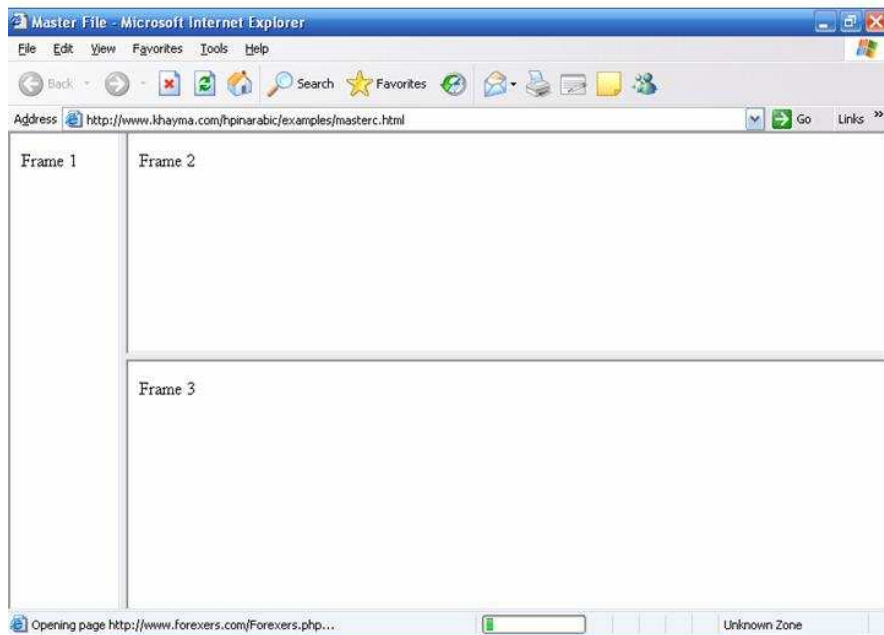 Master File - Microsoft Internet Explorer
File Edit View Favorites Tools Help
Back Search Favorites
Address http://www.khayma.com/hpinarabic/examples/masterc.html Go Links »
Frame 1
Frame 2
Frame 3
Opening page http://www.forexers.com/Forexers.php... Unknown Zone